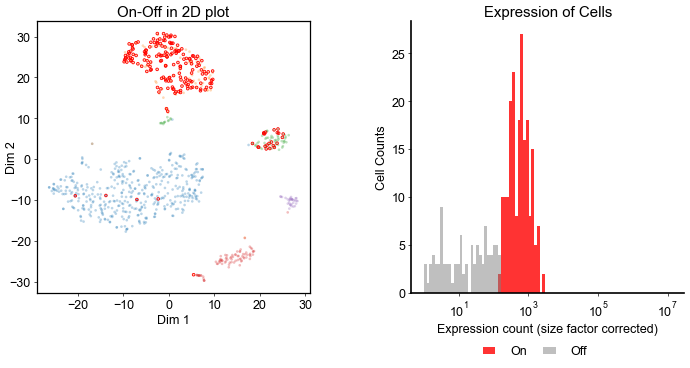 On-Off in 2D plot
30
20
10
0
−10
−20
−30
Dim 2
−20 −10 0 10 20 30
Dim 1
Expression of Cells
25
20
15
10
5
0
Cell Counts
10^1 10^3 10^5 10^7
Expression count (size factor corrected)
On Off